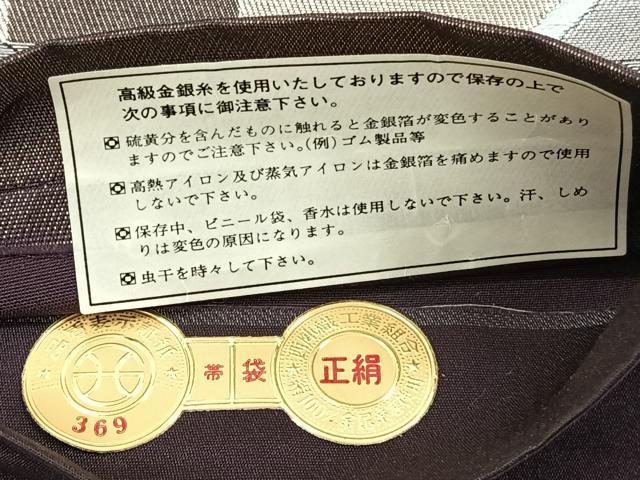 高級金銀糸を使用いたしておりますので保存の上で
次の事項に御注意下さい。
硫黄分を含んだものに触れると金銀箔が変色することがあり
ますのでご注意下さい。(例)ゴム製品等
高熱アイロン及び蒸気アイロンは金銀箔を痛めますので使用
しないで下さい。
保存中、ビニール袋、香水は使用しないで下さい。汗、しめ
りは変色の原因になります。
虫干を時々して下さい。
帯 袋
正絹
369